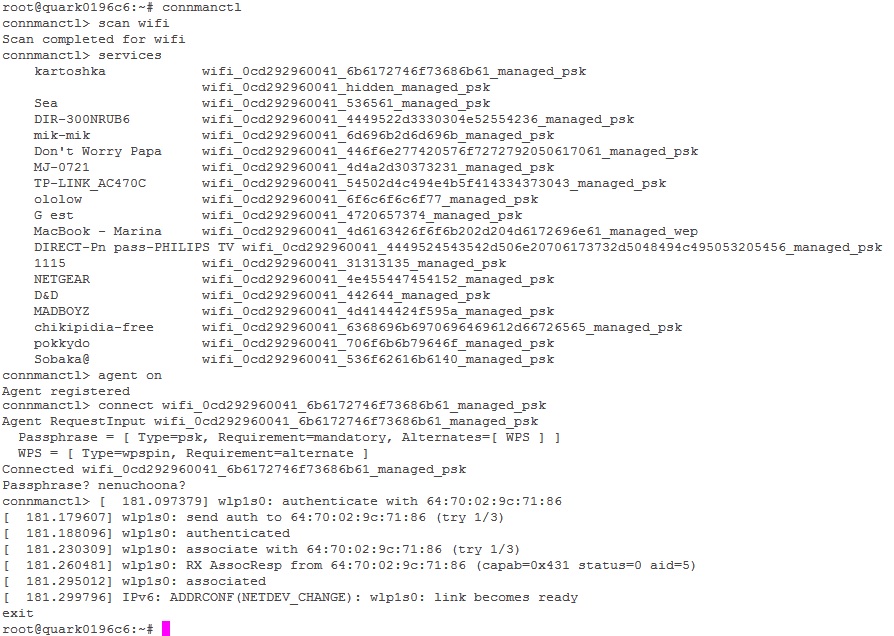 root@quark0196c6:~# connmanctl
connmanctl> scan wifi
Scan completed for wifi
connmanctl> services
    kartoshka            wifi_0cd292960041_6b6172746f73686b61_managed_psk
                         wifi_0cd292960041_hidden_managed_psk
    Sea                  wifi_0cd292960041_536561_managed_psk
    DIR-300NRUB6         wifi_0cd292960041_4449522d3330304e52554236_managed_psk
    mik-mik              wifi_0cd292960041_6d696b2d6d696b_managed_psk
    Don't Worry Papa     wifi_0cd292960041_446f6e277420576f7272792050617061_managed_psk
    MJ-0721              wifi_0cd292960041_4d4a2d30373231_managed_psk
    TP-LINK_AC470C       wifi_0cd292960041_54502d4c494e4b5f414334373043_managed_psk
    ololow               wifi_0cd292960041_6f6c6f6c6f77_managed_psk
    G est                wifi_0cd292960041_4720657374_managed_psk
    MacBook - Marina     wifi_0cd292960041_4d6163426f6f6b202d204d6172696e61_managed_wep
    DIRECT-Pn pass-PHILIPS TV wifi_0cd292960041_4449524543542d506e20706173732d5048494c495053205456_managed_psk
    1115                 wifi_0cd292960041_31313135_managed_psk
    NETGEAR              wifi_0cd292960041_4e455447454152_managed_psk
    D&D                  wifi_0cd292960041_442644_managed_psk
    MADBOYZ              wifi_0cd292960041_4d4144424f595a_managed_psk
    chikipidia-free      wifi_0cd292960041_6368696b6970696469612d66726565_managed_psk
    pokkydo              wifi_0cd292960041_706f6b6b79646f_managed_psk
    Sobaka@              wifi_0cd292960041_536f62616b6140_managed_psk
connmanctl> agent on
Agent registered
connmanctl> connect wifi_0cd292960041_6b6172746f73686b61_managed_psk
Agent RequestInput wifi_0cd292960041_6b6172746f73686b61_managed_psk
  Passphrase = [ Type=psk, Requirement=mandatory, Alternates=[ WPS ] ]
  WPS = [ Type=wpspin, Requirement=alternate ]
Connected wifi_0cd292960041_6b6172746f73686b61_managed_psk
Passphrase? nenuchoona?
connmanctl> [  181.097379] wlp1s0: authenticate with 64:70:02:9c:71:86
[  181.179607] wlp1s0: send auth to 64:70:02:9c:71:86 (try 1/3)
[  181.188096] wlp1s0: authenticated
[  181.230309] wlp1s0: associate with 64:70:02:9c:71:86 (try 1/3)
[  181.260481] wlp1s0: RX AssocResp from 64:70:02:9c:71:86 (capab=0x431 status=0 aid=5)
[  181.295012] wlp1s0: associated
[  181.299796] IPv6: ADDRCONF(NETDEV_CHANGE): wlp1s0: link becomes ready
exit
root@quark0196c6:~#